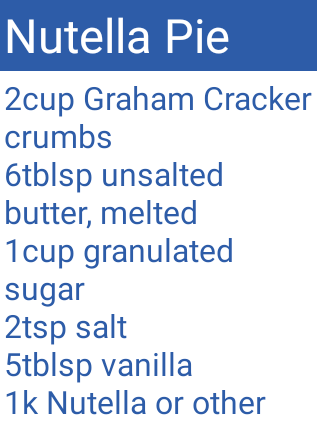 Nutella Pie
2cup Graham Cracker
crumbs
6tblsp unsalted
butter, melted
1cup granulated
sugar
2tsp salt
5tblsp vanilla
1k Nutella or other